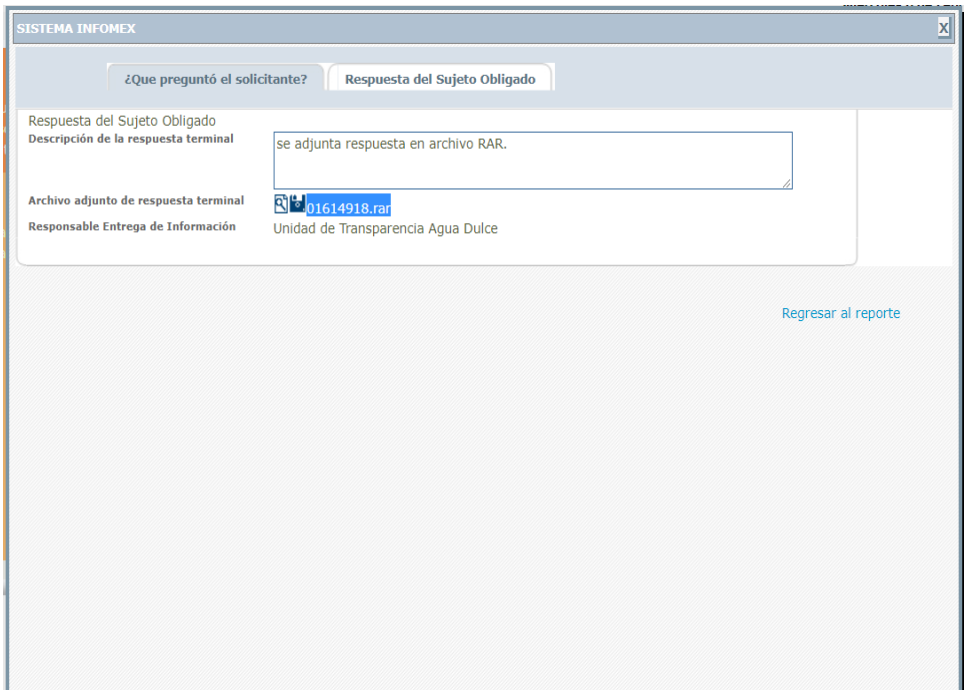 SISTEMA INFOMEX
X
¿Que preguntó el solicitante?
Respuesta del Sujeto Obligado
Respuesta del Sujeto Obligado
Descripción de la respuesta terminal
se adjunta respuesta en archivo RAR.
Archivo adjunto de respuesta terminal
01614918.rar
Responsable Entrega de Información
Unidad de Transparencia Agua Dulce
Regresar al reporte